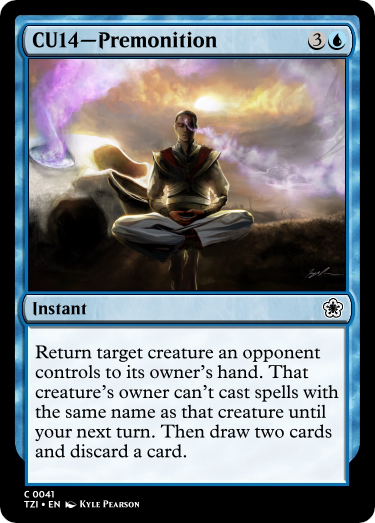 CU14—Premonition 3
Instant
Return target creature an opponent
controls to its owner's hand. That
creature's owner can't cast spells with
the same name as that creature until
your next turn. Then draw two cards
and discard a card.
C 0041
TZI • EN Kyle Pearson